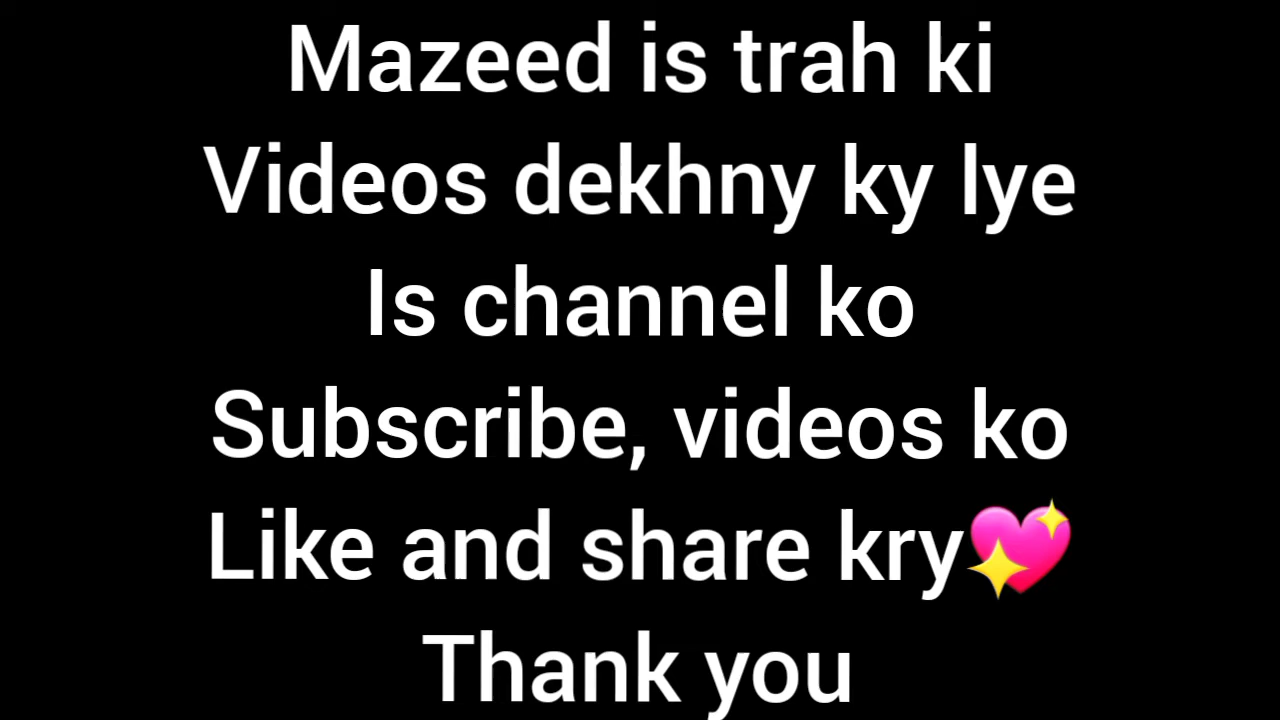 Mazeed is trah ki
Videos dekhny ky lye
Is channel ko
Subscribe, videos ko
Like and share kry💖
Thank you